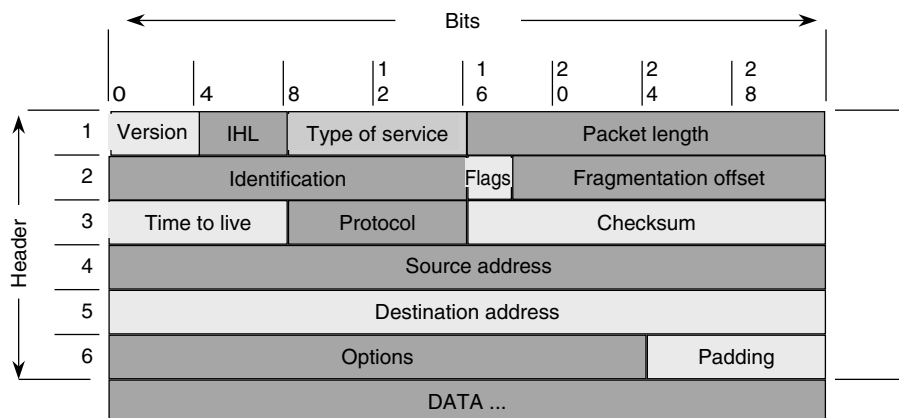 Bits
1 1 2 2 2
0 4 8 2 6 0 4 8
1 Version IHL Type of service Packet length
2 Identification Flags Fragmentation offset
3 Time to live Protocol Checksum
4 Source address
5 Destination address
6 Options Padding
DATA ...
Header